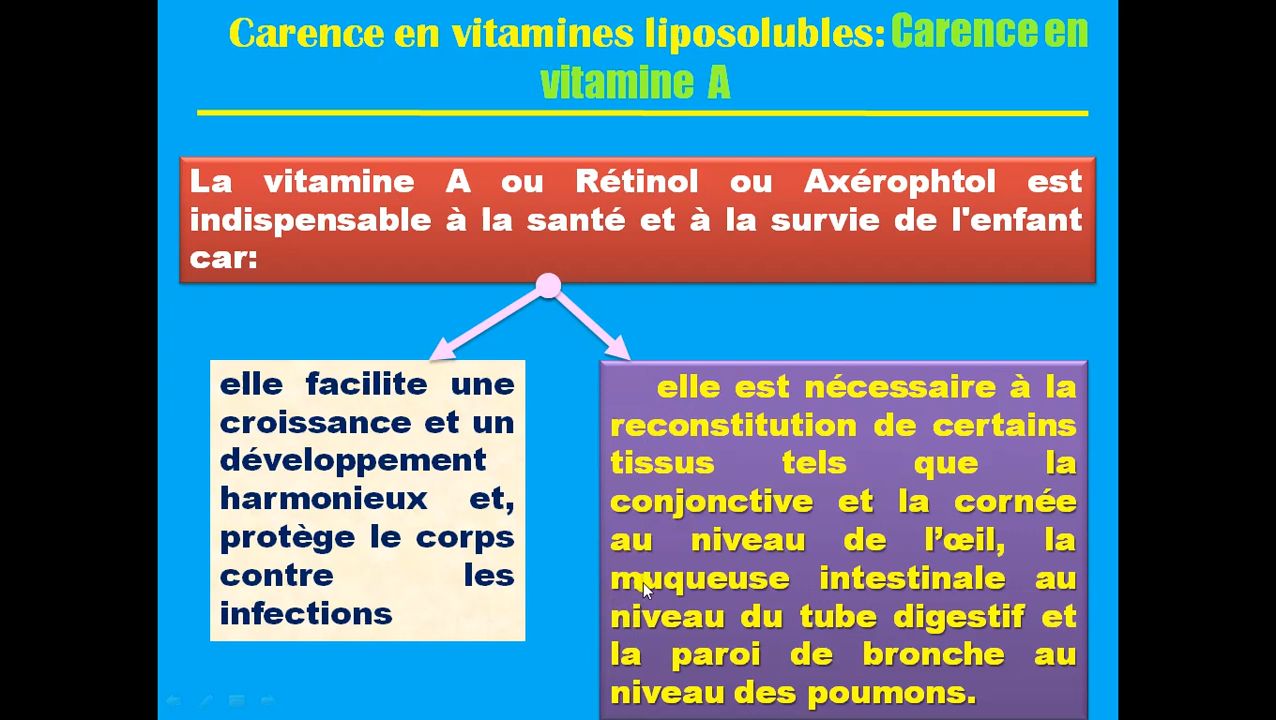 Carence en vitamines liposolubles: Carence en
vitamine A
La vitamine A ou Rétinol ou Axérophtol est
indispensable à la santé et à la survie de l'enfant
car:
elle facilite une
croissance et un
développement
harmonieux et,
protège le corps
contre les
infections
elle est nécessaire à la
reconstitution de certains
tissus tels que la
conjonctive et la cornée
au niveau de l’œil, la
muqueuse intestinale au
niveau du tube digestif et
la paroi de bronche au
niveau des poumons.